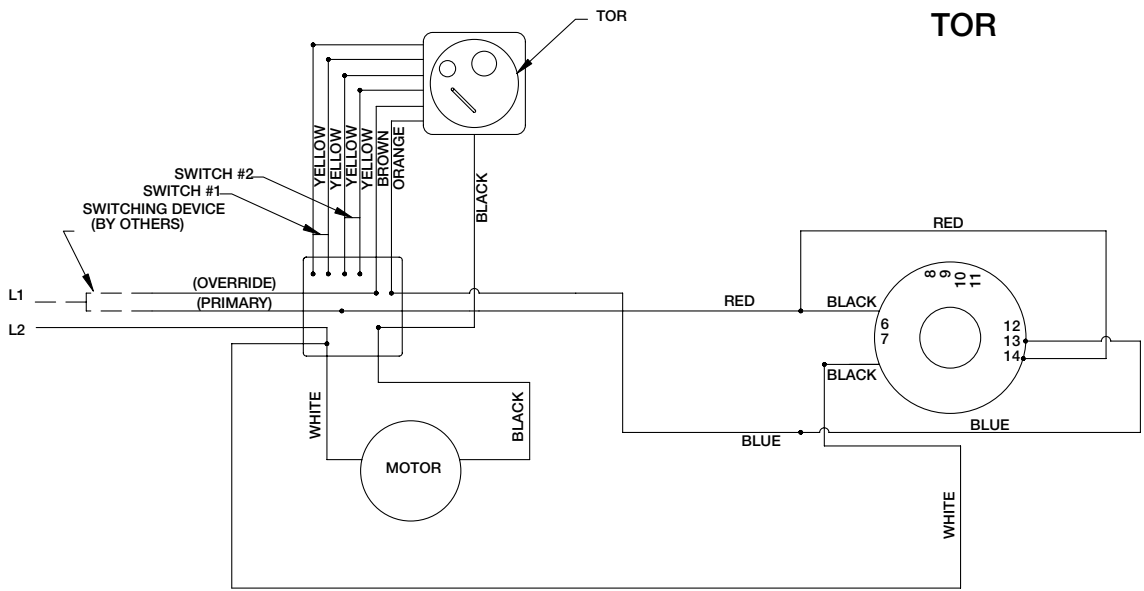 TOR
TOR
YELLOW
YELLOW
YELLOW
YELLOW
BROWN
ORANGE
BLACK
SWITCH #2
SWITCH #1
SWITCHING DEVICE
(BY OTHERS)
L1
(OVERRIDE)
(PRIMARY)
L2
RED
RED
BLACK
8
9
10
11
6
7
12
13
14
BLACK
BLUE
BLUE
WHITE
BLACK
MOTOR
WHITE